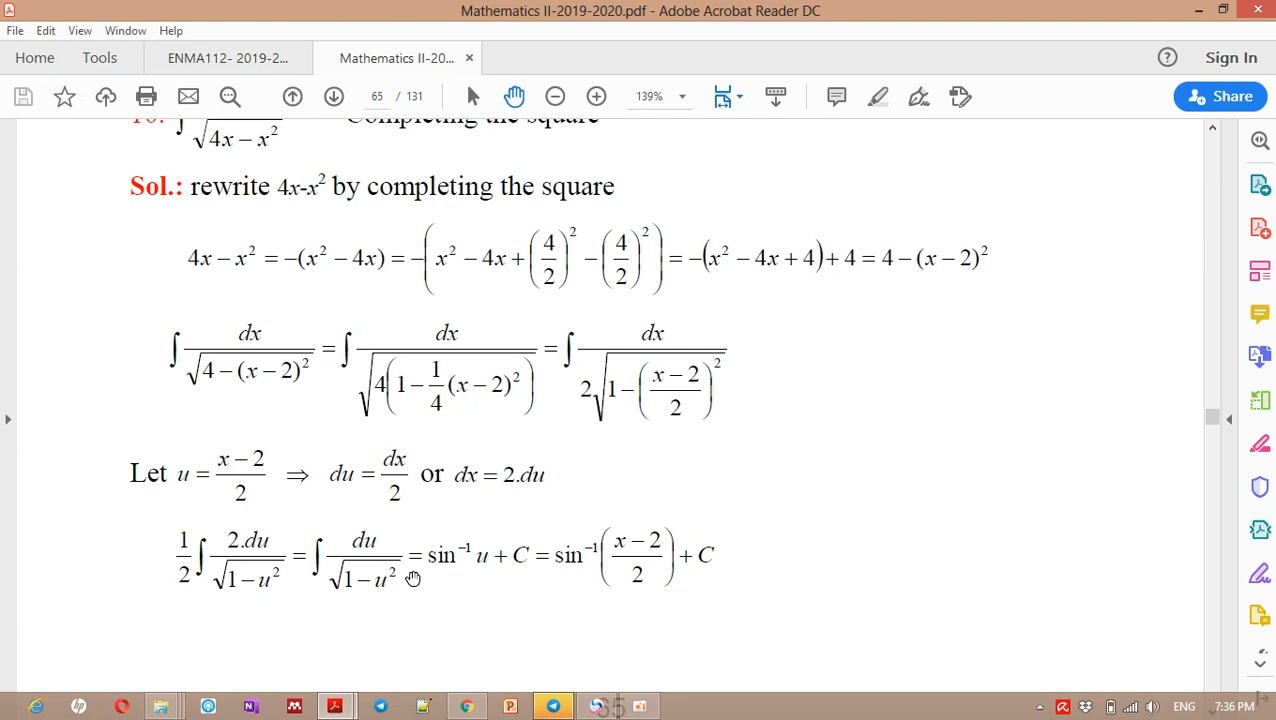 Mathematics II-2019-2020.pdf - Adobe Acrobat Reader DC
File Edit View Window Help
Home Tools ENMA112- 2019-2... Mathematics II-20... × Sign In
65 / 131 139% Share
∫ √(4x − x²) Completing the square
Sol.: rewrite 4x-x² by completing the square
4x − x² = −(x² − 4x) = −(x² − 4x + (4/2)² − (4/2)²) = −(x² − 4x + 4) + 4 = 4 − (x − 2)²
∫ dx/√(4 − (x − 2)²) = ∫ dx/√(4(1 − 1/4 (x − 2)²)) = ∫ dx/(2√(1 − ((x − 2)/2)²))
Let u = (x − 2)/2 ⇒ du = dx/2 or dx = 2.du
1/2 ∫ 2.du/√(1 − u²) = ∫ du/√(1 − u²) = sin⁻¹ u + C = sin⁻¹((x − 2)/2) + C
35
ENG 7:36 PM